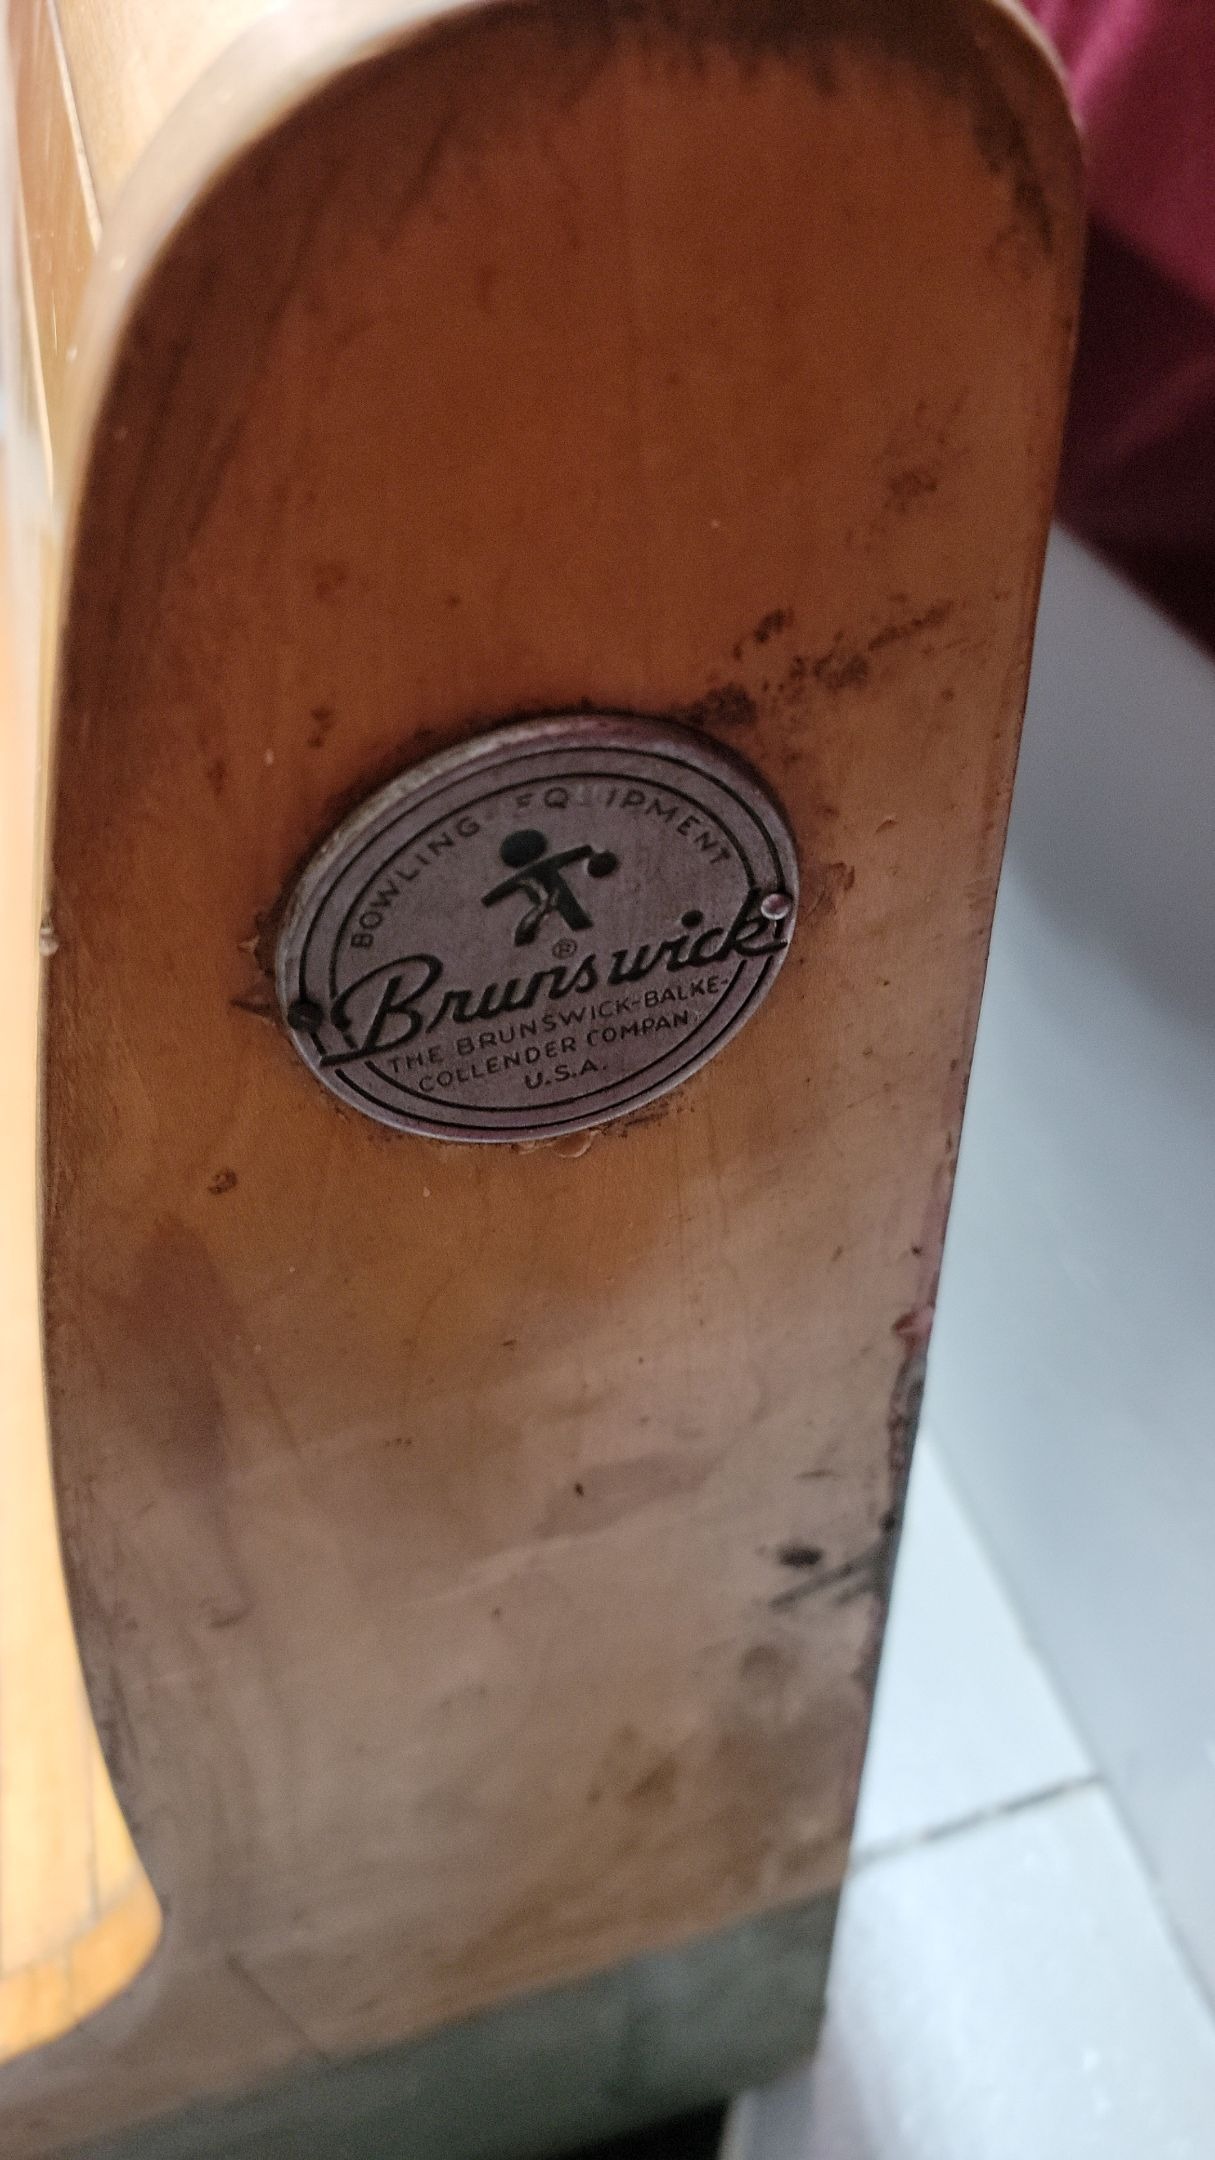 BOWLING EQUIPMENT
®
Brunswick
THE BRUNSWICK-BALKE-
COLLENDER COMPANY
U.S.A.